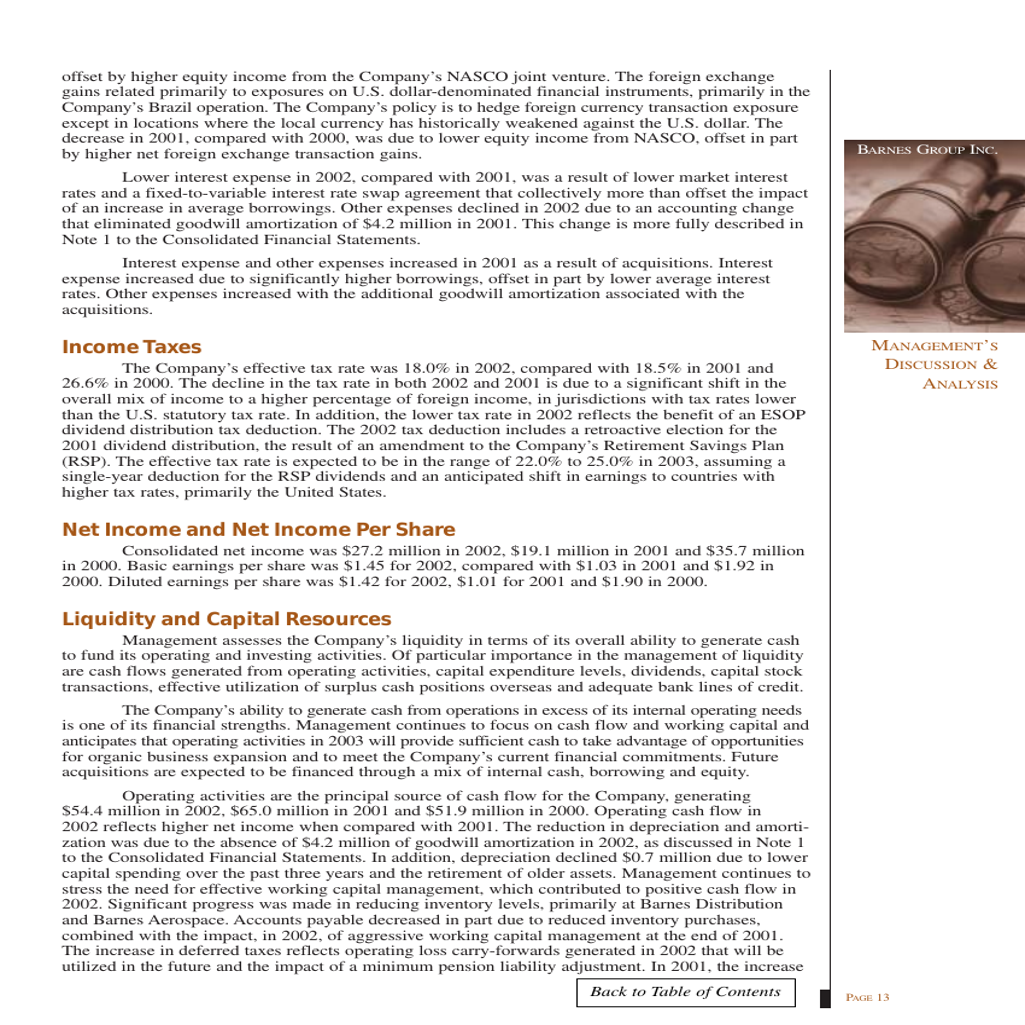 offset by higher equity income from the Company's NASCO joint venture. The foreign exchange
gains related primarily to exposures on U.S. dollar-denominated financial instruments, primarily in the
Company's Brazil operation. The Company's policy is to hedge foreign currency transaction exposure
except in locations where the local currency has historically weakened against the U.S. dollar. The
decrease in 2001, compared with 2000, was due to lower equity income from NASCO, offset in part
by higher net foreign exchange transaction gains.
Lower interest expense in 2002, compared with 2001, was a result of lower market interest
rates and a fixed-to-variable interest rate swap agreement that collectively more than offset the impact
of an increase in average borrowings. Other expenses declined in 2002 due to an accounting change
that eliminated goodwill amortization of $4.2 million in 2001. This change is more fully described in
Note 1 to the Consolidated Financial Statements.
Interest expense and other expenses increased in 2001 as a result of acquisitions. Interest
expense increased due to significantly higher borrowings, offset in part by lower average interest
rates. Other expenses increased with the additional goodwill amortization associated with the
acquisitions.
Income Taxes
The Company's effective tax rate was 18.0% in 2002, compared with 18.5% in 2001 and
26.6% in 2000. The decline in the tax rate in both 2002 and 2001 is due to a significant shift in the
overall mix of income to a higher percentage of foreign income, in jurisdictions with tax rates lower
than the U.S. statutory tax rate. In addition, the lower tax rate in 2002 reflects the benefit of an ESOP
dividend distribution tax deduction. The 2002 tax deduction includes a retroactive election for the
2001 dividend distribution, the result of an amendment to the Company's Retirement Savings Plan
(RSP). The effective tax rate is expected to be in the range of 22.0% to 25.0% in 2003, assuming a
single-year deduction for the RSP dividends and an anticipated shift in earnings to countries with
higher tax rates, primarily the United States.
Net Income and Net Income Per Share
Consolidated net income was $27.2 million in 2002, $19.1 million in 2001 and $35.7 million
in 2000. Basic earnings per share was $1.45 for 2002, compared with $1.03 in 2001 and $1.92 in
2000. Diluted earnings per share was $1.42 for 2002, $1.01 for 2001 and $1.90 in 2000.
Liquidity and Capital Resources
Management assesses the Company's liquidity in terms of its overall ability to generate cash
to fund its operating and investing activities. Of particular importance in the management of liquidity
are cash flows generated from operating activities, capital expenditure levels, dividends, capital stock
transactions, effective utilization of surplus cash positions overseas and adequate bank lines of credit.
The Company's ability to generate cash from operations in excess of its internal operating needs
is one of its financial strengths. Management continues to focus on cash flow and working capital and
anticipates that operating activities in 2003 will provide sufficient cash to take advantage of opportunities
for organic business expansion and to meet the Company's current financial commitments. Future
acquisitions are expected to be financed through a mix of internal cash, borrowing and equity.
Operating activities are the principal source of cash flow for the Company, generating
$54.4 million in 2002, $65.0 million in 2001 and $51.9 million in 2000. Operating cash flow in
2002 reflects higher net income when compared with 2001. The reduction in depreciation and amorti-
zation was due to the absence of $4.2 million of goodwill amortization in 2002, as discussed in Note 1
to the Consolidated Financial Statements. In addition, depreciation declined $0.7 million due to lower
capital spending over the past three years and the retirement of older assets. Management continues to
stress the need for effective working capital management, which contributed to positive cash flow in
2002. Significant progress was made in reducing inventory levels, primarily at Barnes Distribution
and Barnes Aerospace. Accounts payable decreased in part due to reduced inventory purchases,
combined with the impact, in 2002, of aggressive working capital management at the end of 2001.
The increase in deferred taxes reflects operating loss carry-forwards generated in 2002 that will be
utilized in the future and the impact of a minimum pension liability adjustment. In 2001, the increase
Back to Table of Contents
BARNES GROUP INC.
MANAGEMENT'S
DISCUSSION &
ANALYSIS
PAGE 13